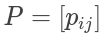 P = [p_{ij}]